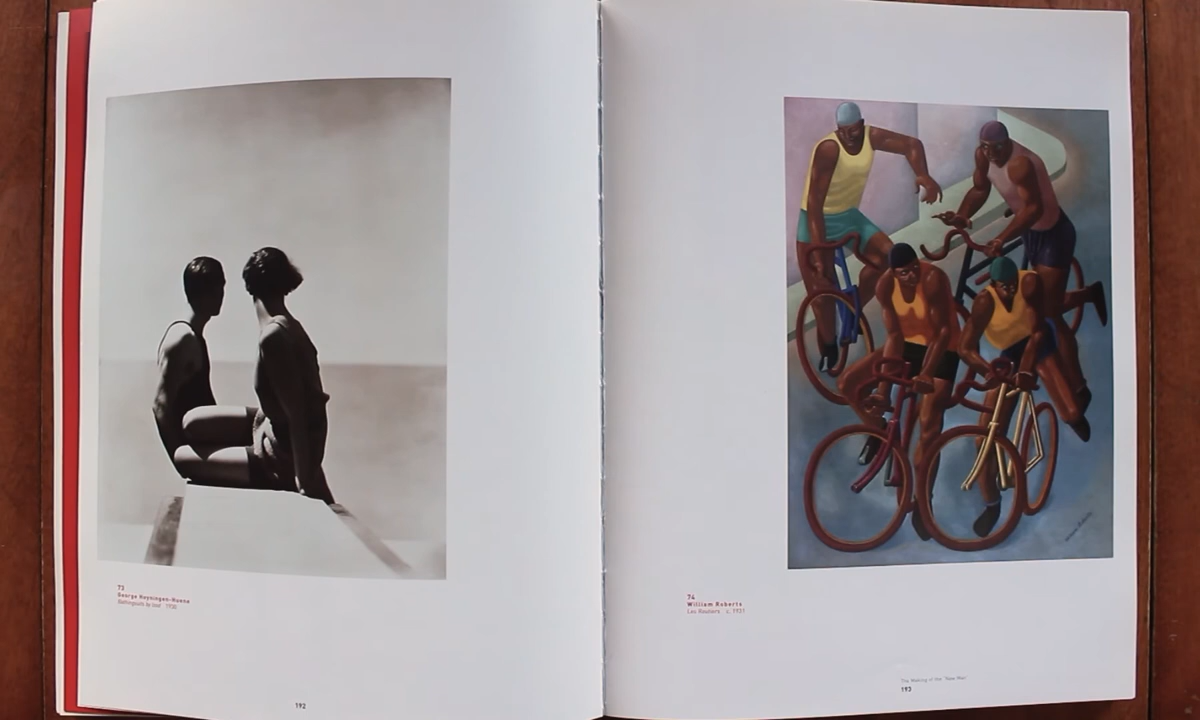 73
George Hoyningen-Huene
Bathingsuits by Izod 1930
192
74
William Roberts
Les Routiers c. 1931
The Making of the 'New Man'
193